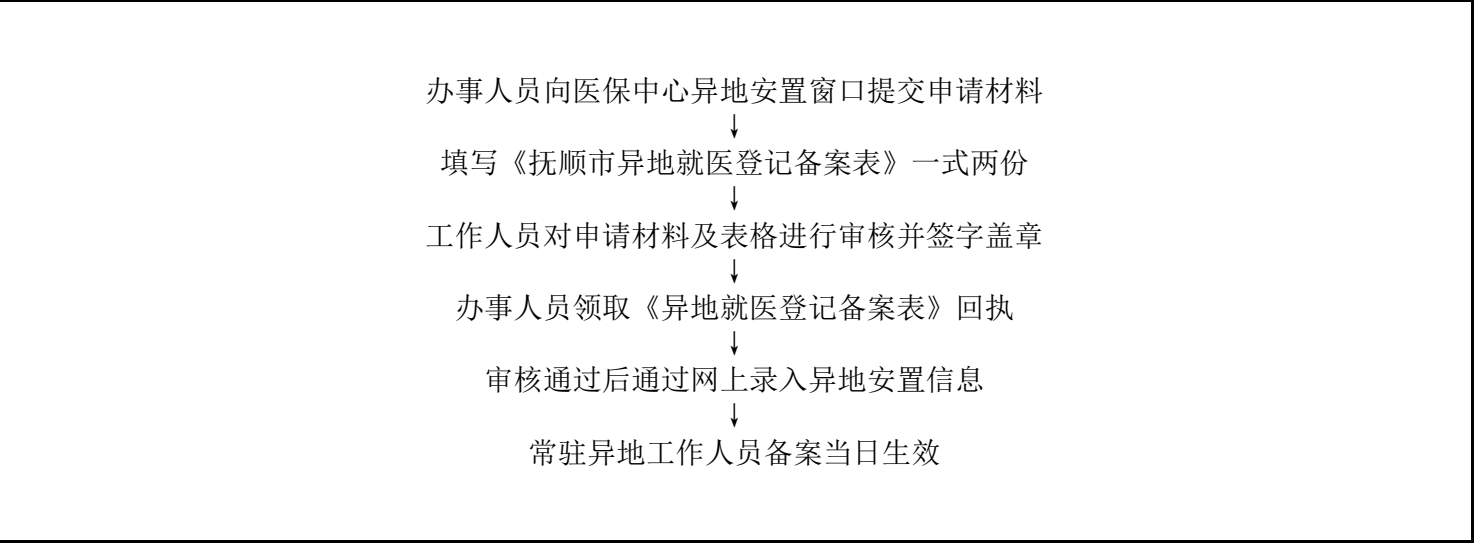 办事人员向医保中心异地安置窗口提交申请材料
↓
填写《抚顺市异地就医登记备案表》一式两份
↓
工作人员对申请材料及表格进行审核并签字盖章
↓
办事人员领取《异地就医登记备案表》回执
↓
审核通过后通过网上录入异地安置信息
↓
常驻异地工作人员备案当日生效